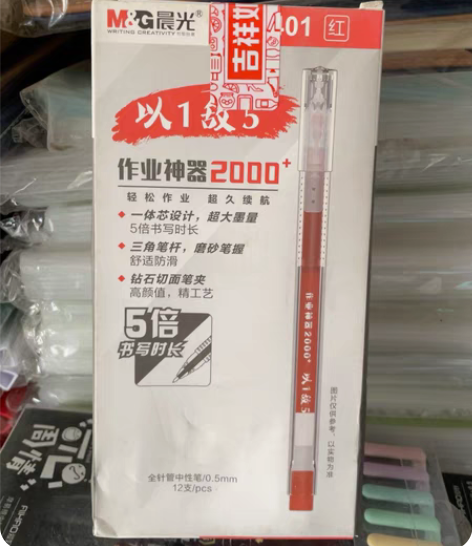 M&G晨光®
WRITING CREATIVITY
401 红
吉祥如
以1敌5
作业神器2000+
轻松作业 超久续航
一体芯设计，超大墨量
5倍书写时长
三角笔杆，磨砂笔握
舒适防滑
钻石切面笔夹
高颜值，精工艺
5倍
书写时长
作业神器2000+ 以1敌5
图片仅供参考，以实物为准
全针管中性笔/0.5mm
12支/pcs